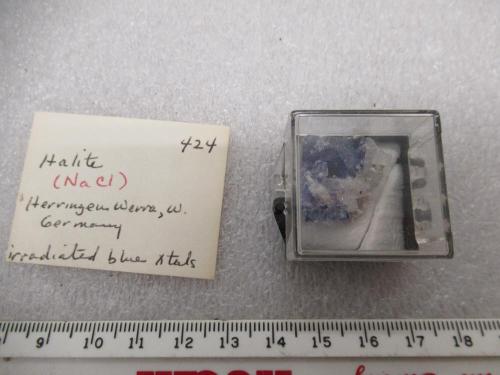 424
Halite
(NaCl)
Herringen Werra, W.
Germany
irradiated blue xtals
9 10 11 12 13 14 15 16 17 18